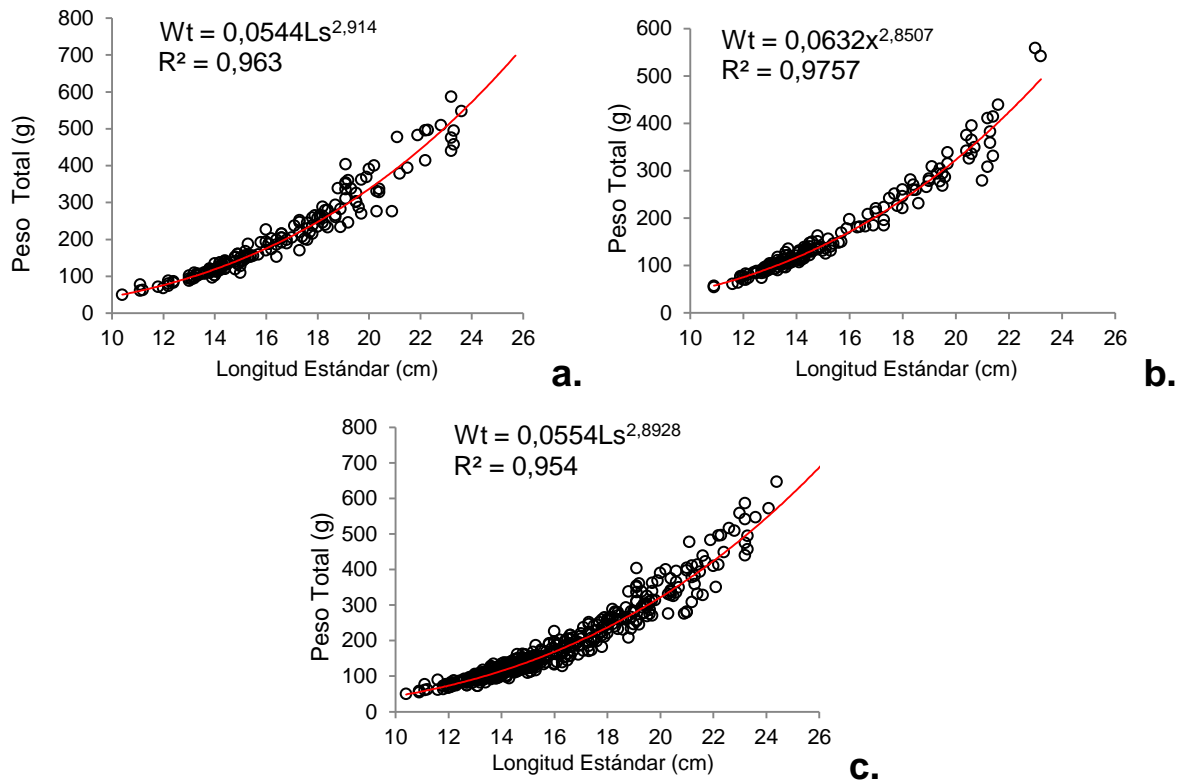 Wt = 0,0544Ls^2,914
R² = 0,963
Peso Total (g)
800
700
600
500
400
300
200
100
0
10 12 14 16 18 20 22 24 26
Longitud Estándar (cm)
a.
Wt = 0,0632x^2,8507
R² = 0,9757
Peso Total (g)
600
500
400
300
200
100
0
10 12 14 16 18 20 22 24 26
Longitud Estándar (cm)
b.
Wt = 0,0554Ls^2,8928
R² = 0,954
Peso Total (g)
800
700
600
500
400
300
200
100
0
10 12 14 16 18 20 22 24 26
Longitud Estándar (cm)
c.